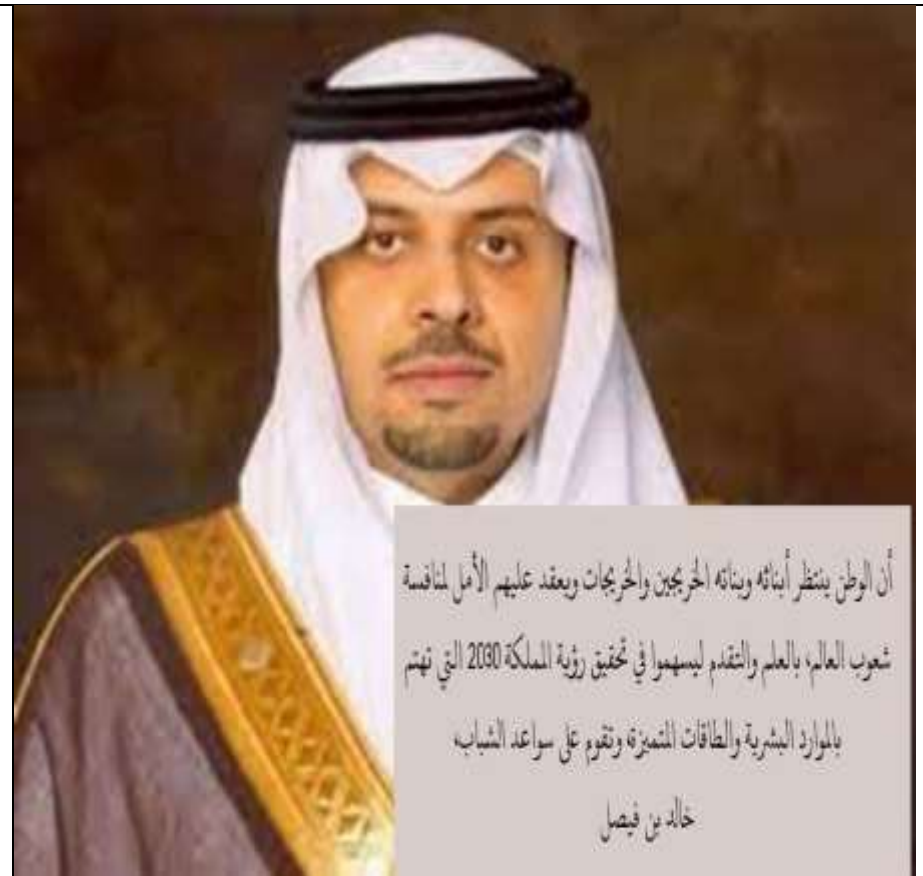 أن الوطن ينتظر أبنائه وبناته الخريجين والخريجات ويعقد عليهم الأمل لمنافسة
شعوب العالم، بالعلم والتقدم ليسهموا في تحقيق رؤية المملكة 2030 التي تهتم
بالموارد البشرية والطاقات المتميزة وتقوم على سواعد الشباب،
خالد بن فيصل